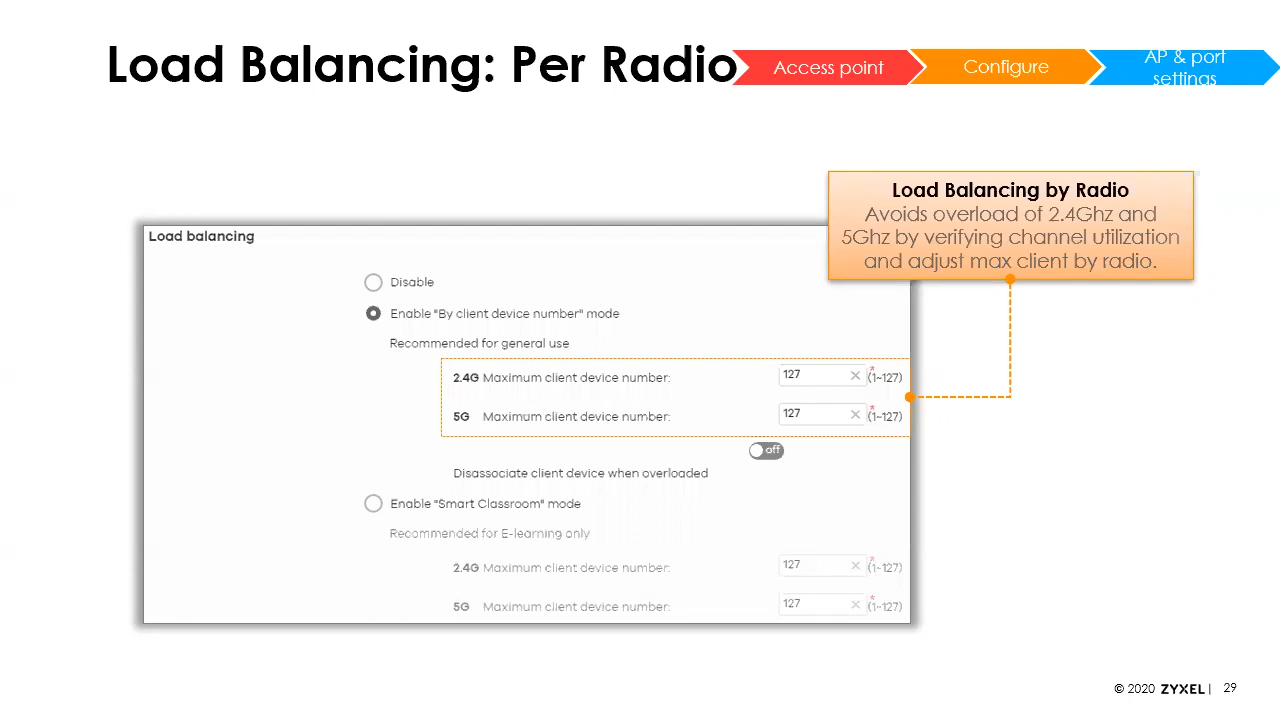 Load Balancing: Per Radio
Access point
Configure
AP & port
settings
Load Balancing by Radio
Avoids overload of 2.4Ghz and
5Ghz by verifying channel utilization
and adjust max client by radio.
Load balancing
Disable
Enable "By client device number" mode
Recommended for general use
2.4G Maximum client device number: 127 × * (1~127)
5G Maximum client device number: 127 × * (1~127)
off
Disassociate client device when overloaded
Enable "Smart Classroom" mode
Recommended for E-learning only
2.4G Maximum client device number: 127 × * (1~127)
5G Maximum client device number: 127 × * (1~127)
© 2020 ZYXEL | 29